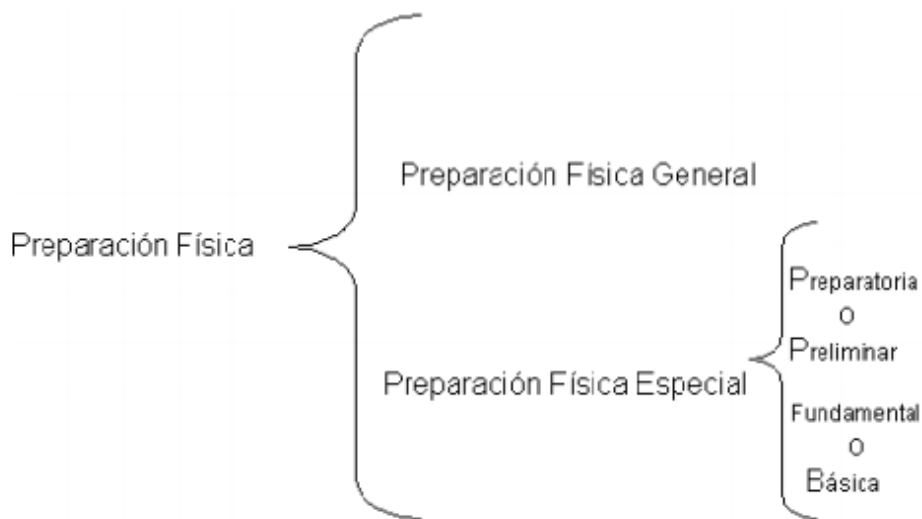 Preparación Física General
Preparación Física
Preparatoria
O
Preliminar
Preparación Física Especial
Fundamental
O
Básica